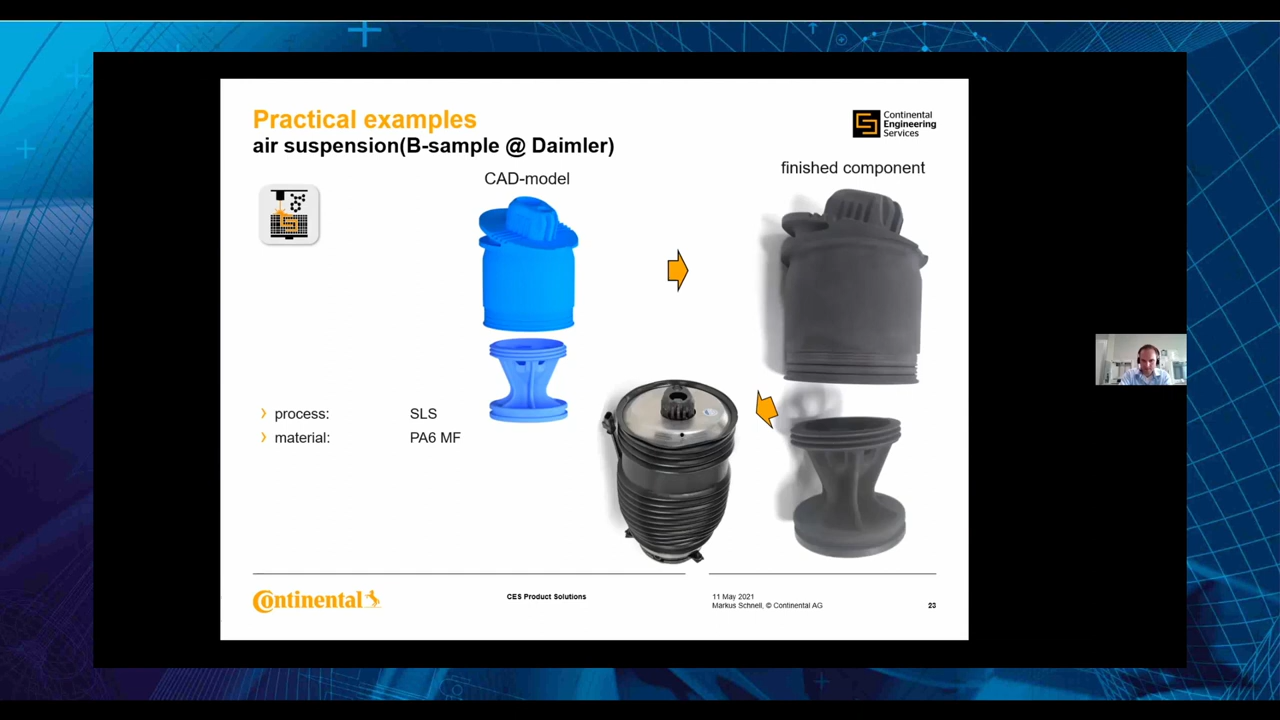 Practical examples
air suspension(B-sample @ Daimler)
Continental
Engineering
Services
CAD-model
finished component
process: SLS
material: PA6 MF
Continental
CES Product Solutions
11 May 2021
Markus Schnell, © Continental AG
23